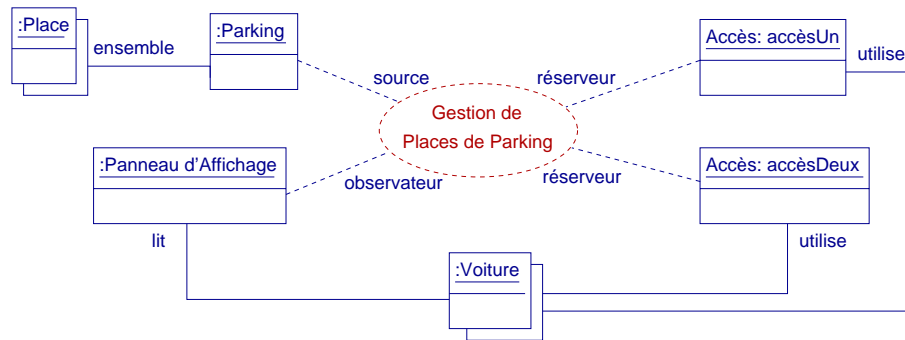 :Place
ensemble
:Parking
Accès: accèsUn
utilise
source
réserveur
Gestion de
Places de Parking
:Panneau d'Affichage
observateur
réserveur
Accès: accèsDeux
lit
utilise
:Voiture